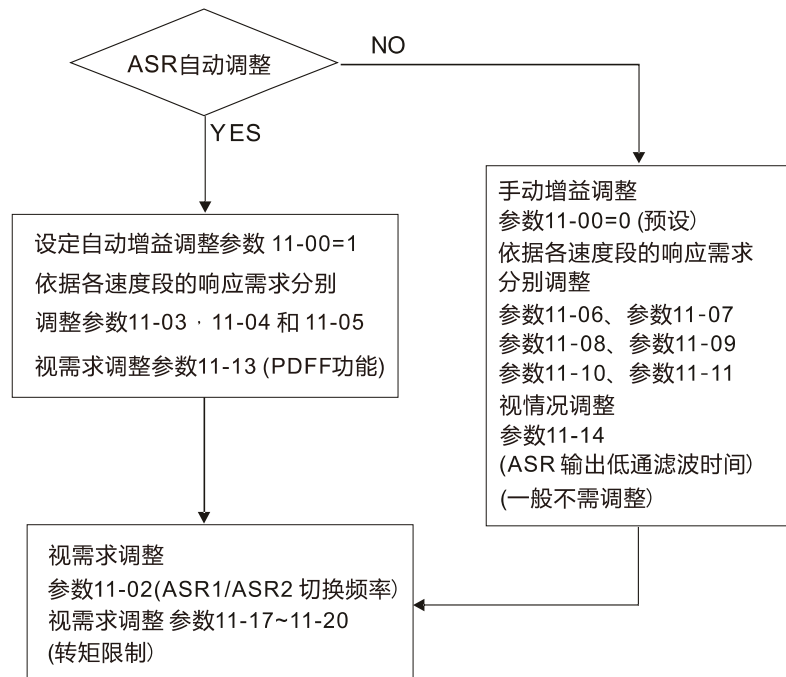 ASR自动调整
NO
YES
设定自动增益调整参数 11-00=1
依据各速度段的响应需求分别
调整参数11-03，11-04 和 11-05
视需求调整参数11-13 (PDFF功能)
手动增益调整
参数11-00=0 (预设)
依据各速度段的响应需求
分别调整
参数11-06、参数11-07
参数11-08、参数11-09
参数11-10、参数11-11
视情况调整
参数11-14
(ASR 输出低通滤波时间)
(一般不需调整)
视需求调整
参数11-02(ASR1/ASR2 切换频率)
视需求调整 参数11-17~11-20
(转矩限制)